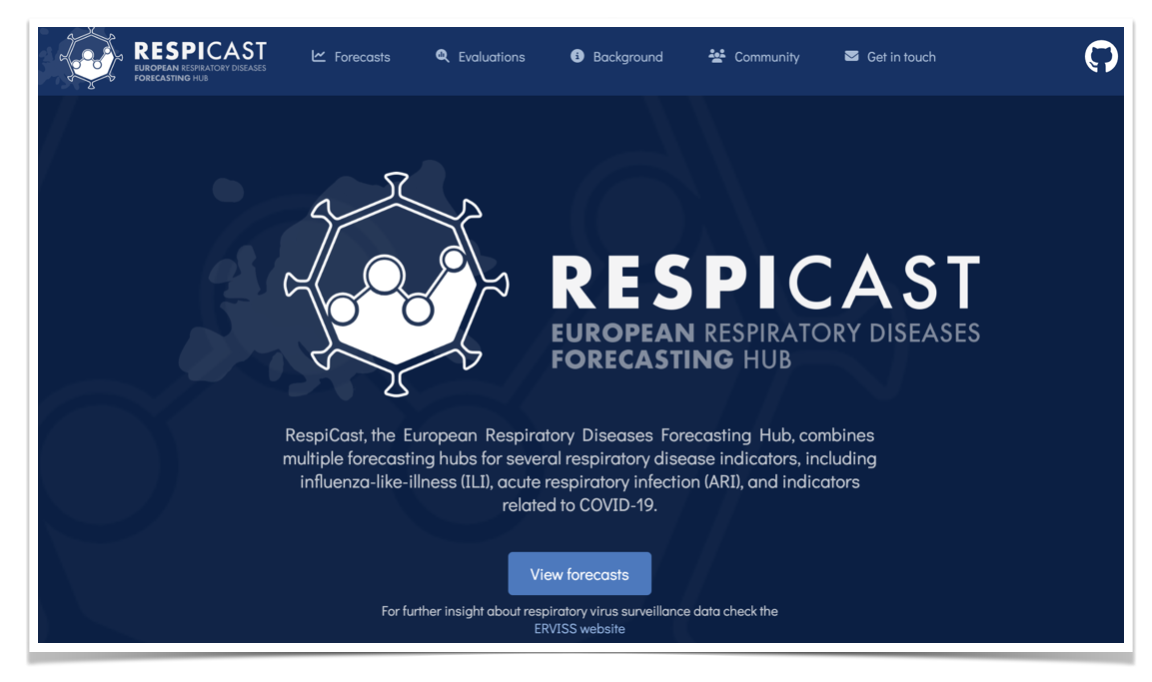 RESPICAST
EUROPEAN RESPIRATORY DISEASES
FORECASTING HUB
Forecasts
Evaluations
Background
Community
Get in touch
RESPICAST
EUROPEAN RESPIRATORY DISEASES
FORECASTING HUB
RespiCast, the European Respiratory Diseases Forecasting Hub, combines
multiple forecasting hubs for several respiratory disease indicators, including
influenza-like-illness (ILI), acute respiratory infection (ARI), and indicators
related to COVID-19.
View forecasts
For further insight about respiratory virus surveillance data check the
ERVISS website